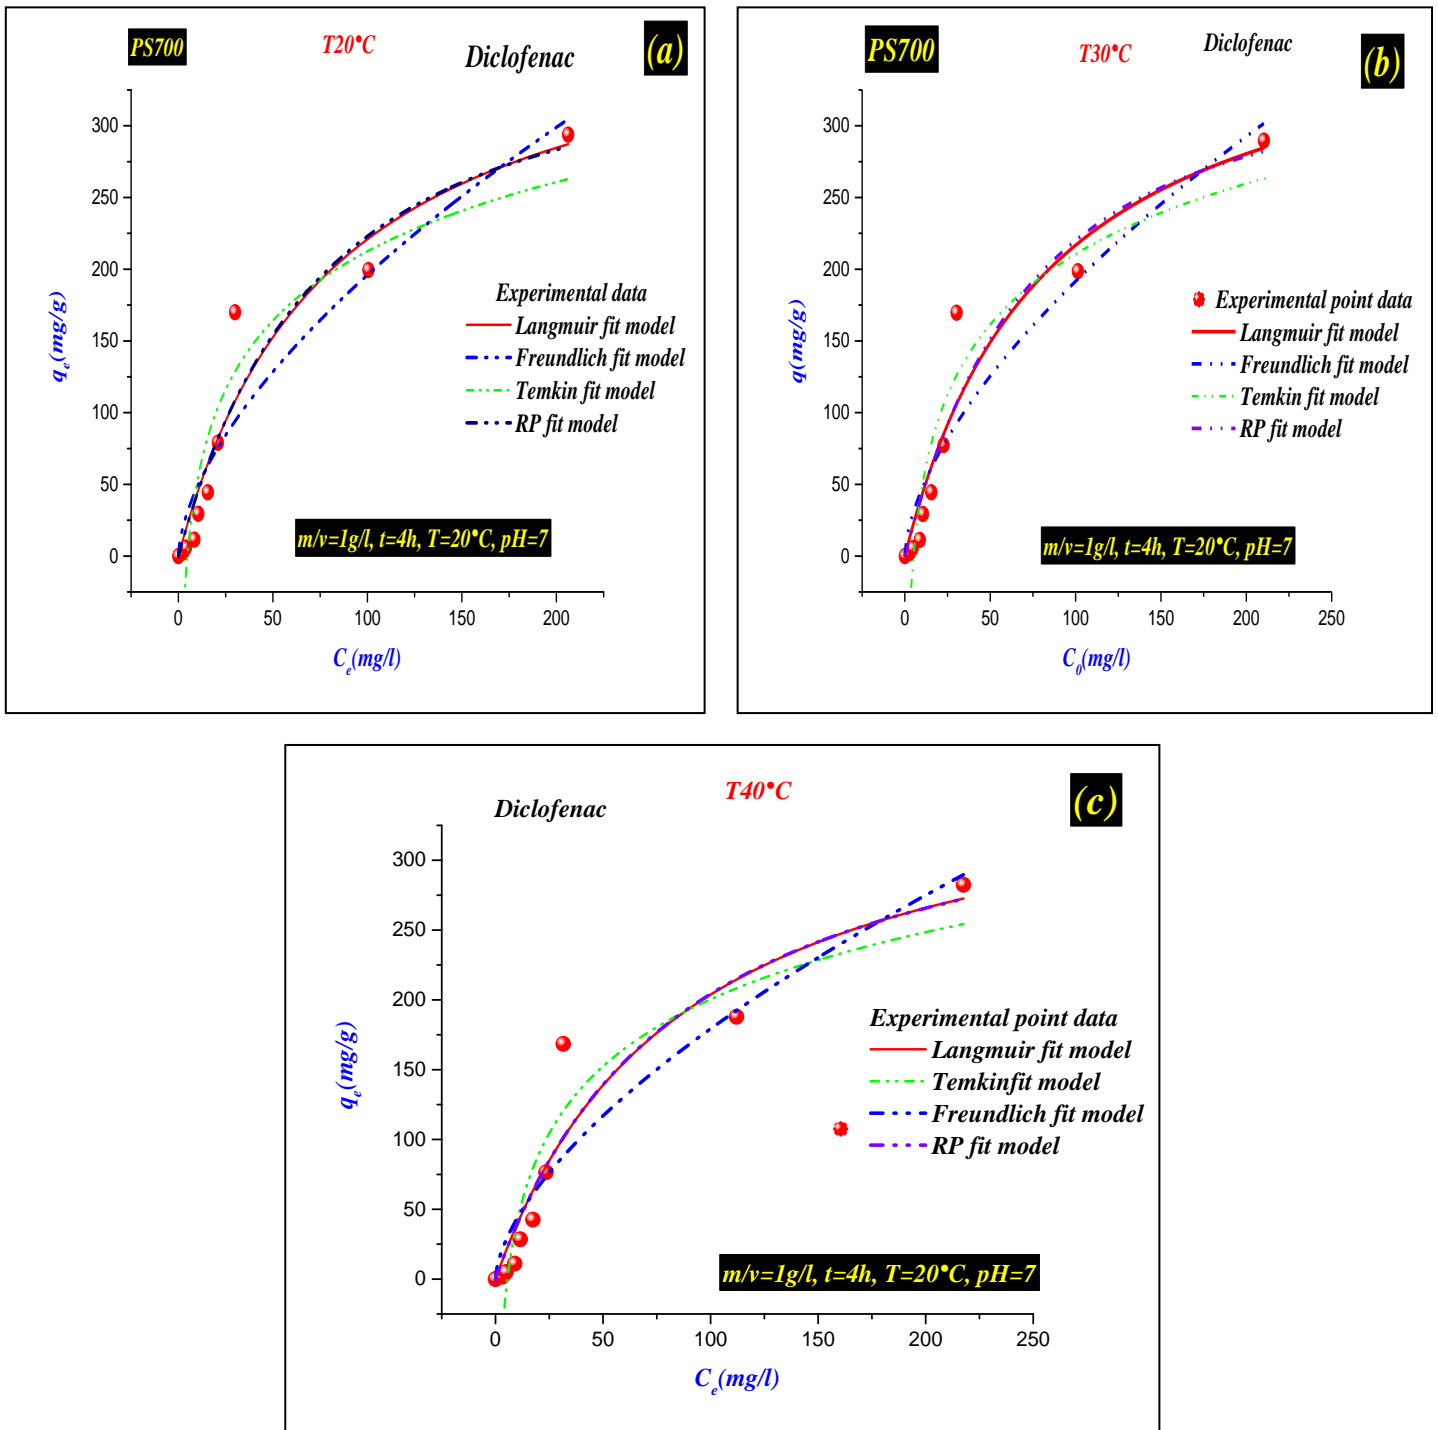 PS700
T20°C
Diclofenac
(a)
300
250
200
150
100
50
0
q_e(mg/g)
Experimental data
Langmuir fit model
Freundlich fit model
Temkin fit model
RP fit model
m/v=1g/l, t=4h, T=20°C, pH=7
0 50 100 150 200
C_e(mg/l)
PS700
T30°C
Diclofenac
(b)
300
250
200
150
100
50
0
q(mg/g)
Experimental point data
Langmuir fit model
Freundlich fit model
Temkin fit model
RP fit model
m/v=1g/l, t=4h, T=20°C, pH=7
0 50 100 150 200 250
C_0(mg/l)
Diclofenac
T40°C
(c)
300
250
200
150
100
50
0
q_e(mg/g)
Experimental point data
Langmuir fit model
Temkinfit model
Freundlich fit model
RP fit model
m/v=1g/l, t=4h, T=20°C, pH=7
0 50 100 150 200 250
C_e(mg/l)